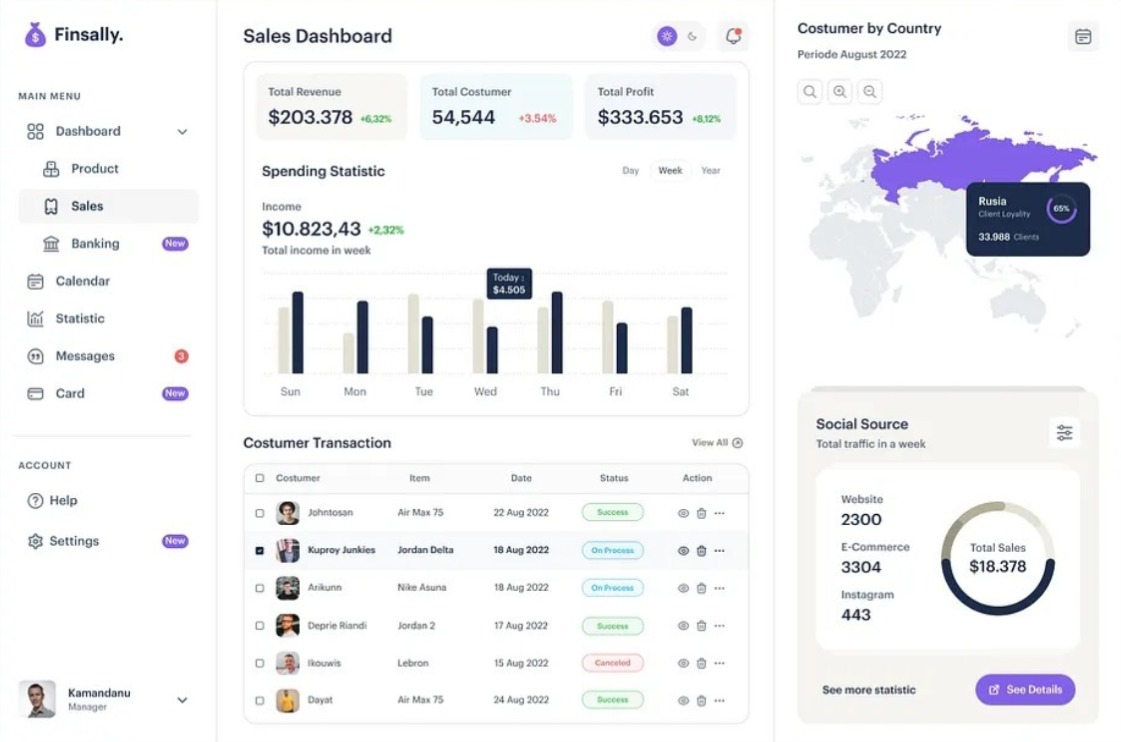 Finsally.
MAIN MENU
Dashboard
Product
Sales
Banking New
Calendar
Statistic
Messages 3
Card New
ACCOUNT
Help
Settings New
Kamandanu
Manager
Sales Dashboard
Total Revenue
$203.378 +6,32%
Total Costumer
54,544 +3.54%
Total Profit
$333.653 +8,12%
Spending Statistic
Day Week Year
Income
$10.823,43 +2,32%
Total income in week
Today :
$4.505
Sun Mon Tue Wed Thu Fri Sat
Costumer Transaction View All
Costumer Item Date Status Action
Johntosan Air Max 75 22 Aug 2022 Success
Kuproy Junkies Jordan Delta 18 Aug 2022 On Process
Arikunn Nike Asuna 18 Aug 2022 On Process
Deprie Riandi Jordan 2 17 Aug 2022 Success
Ikouwis Lebron 15 Aug 2022 Canceled
Dayat Air Max 75 24 Aug 2022 Success
Costumer by Country
Periode August 2022
Rusia
Client Loyality
65%
33.988 Clients
Social Source
Total traffic in a week
Website
2300
E-Commerce
3304
Instagram
443
Total Sales
$18.378
See more statistic See Details